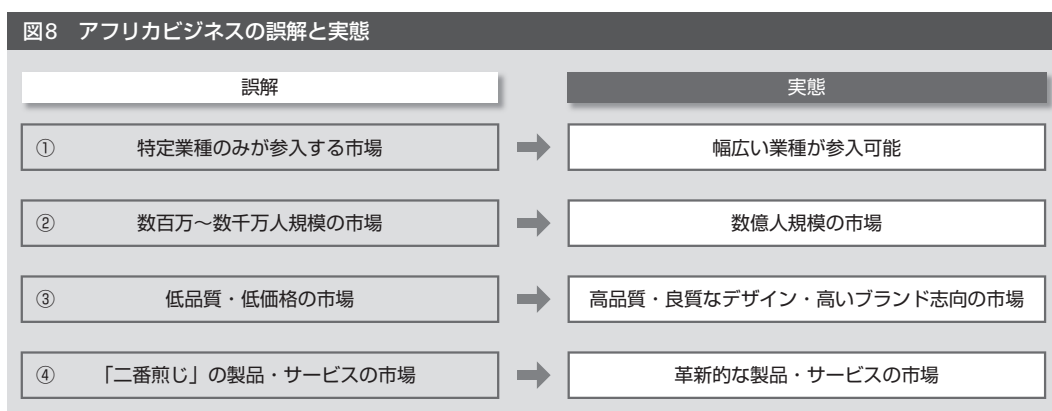 図8　アフリカビジネスの誤解と実態
誤解　実態
① 特定業種のみが参入する市場　幅広い業種が参入可能
② 数百万～数千万人規模の市場　数億人規模の市場
③ 低品質・低価格の市場　高品質・良質なデザイン・高いブランド志向の市場
④ 「二番煎じ」の製品・サービスの市場　革新的な製品・サービスの市場